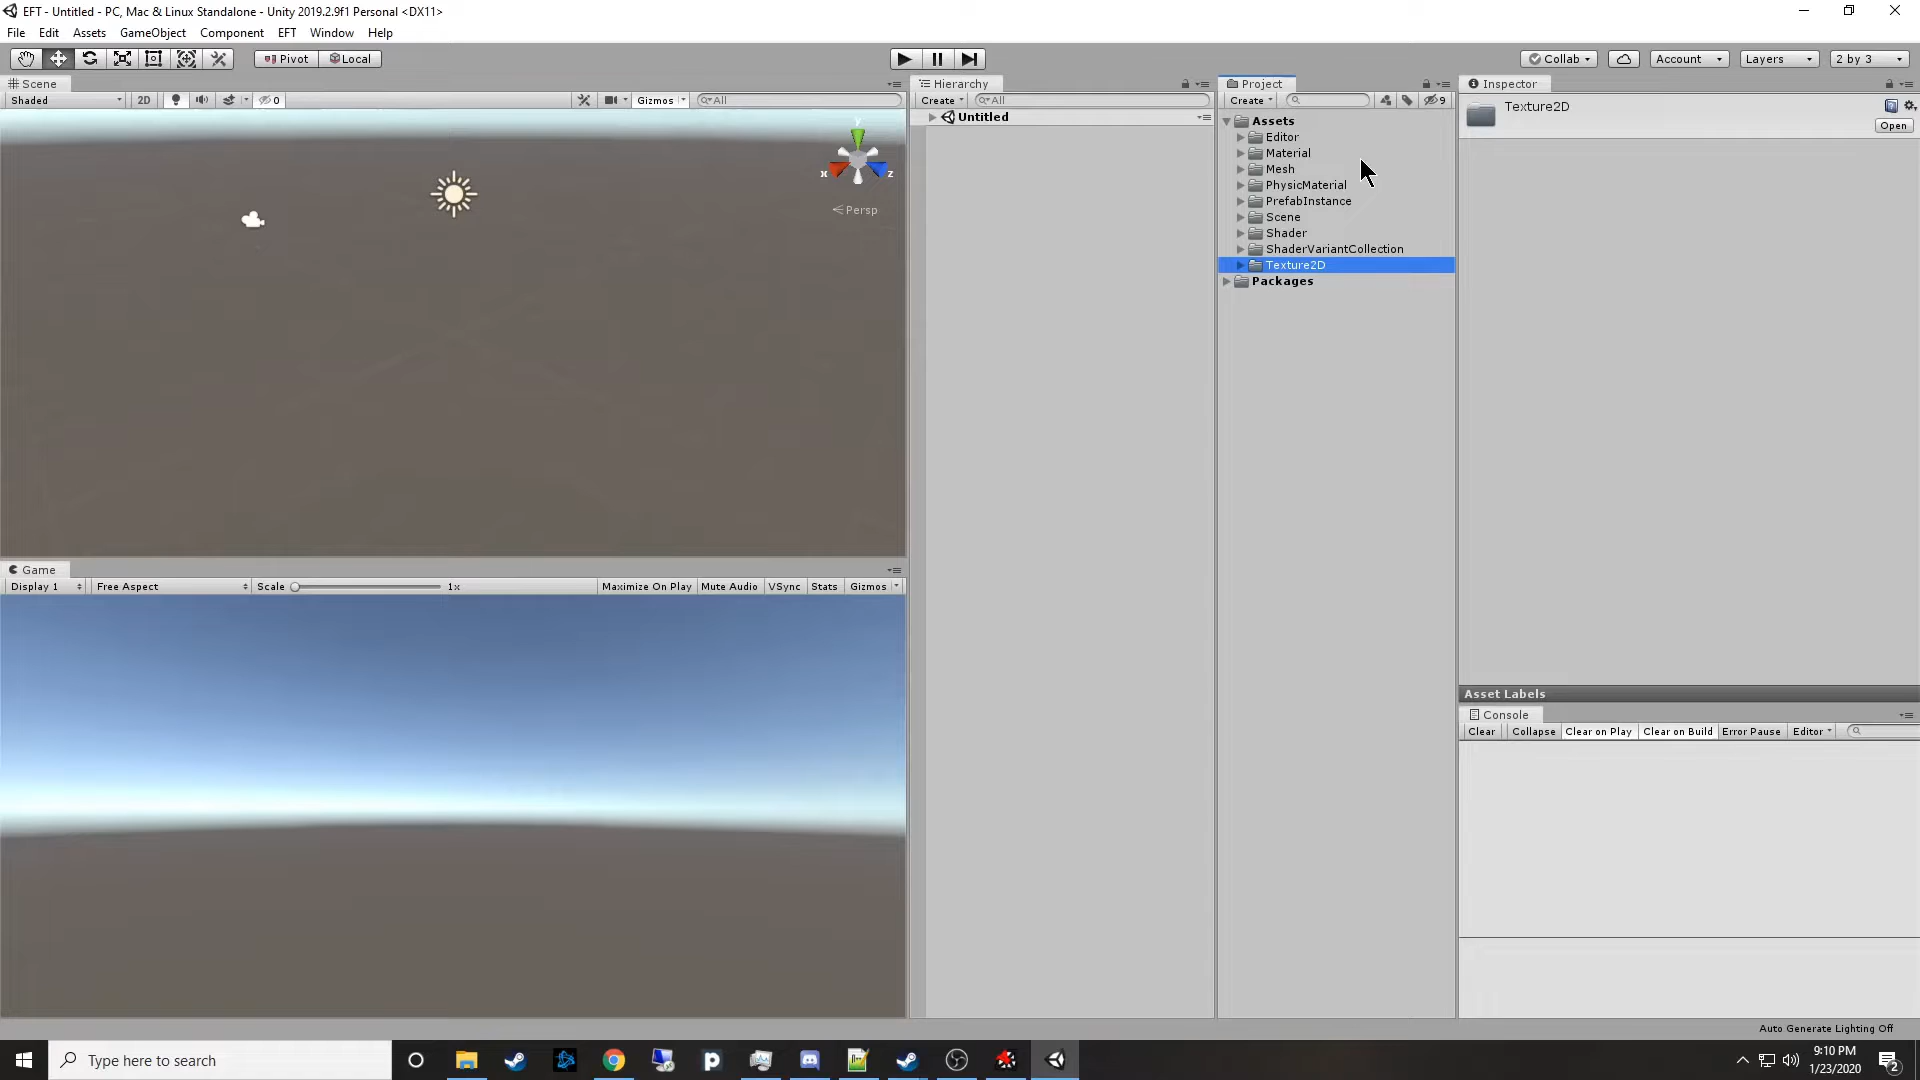 EFT - Untitled - PC, Mac & Linux Standalone - Unity 2019.2.9f1 Personal <DX11>
File Edit Assets GameObject Component EFT Window Help
Pivot Local
Collab Account Layers 2 by 3
Scene
Shaded 2D 0 Gizmos All
y
x z
Persp
Game
Display 1 Free Aspect Scale 1x Maximize On Play Mute Audio VSync Stats Gizmos
Hierarchy
Create All
Untitled
Project
Create 9
Assets
Editor
Material
Mesh
PhysicMaterial
PrefabInstance
Scene
Shader
ShaderVariantCollection
Texture2D
Packages
Inspector
Texture2D
Open
Asset Labels
Console
Clear Collapse Clear on Play Clear on Build Error Pause Editor
Auto Generate Lighting Off
Type here to search
9:10 PM
1/23/2020
2